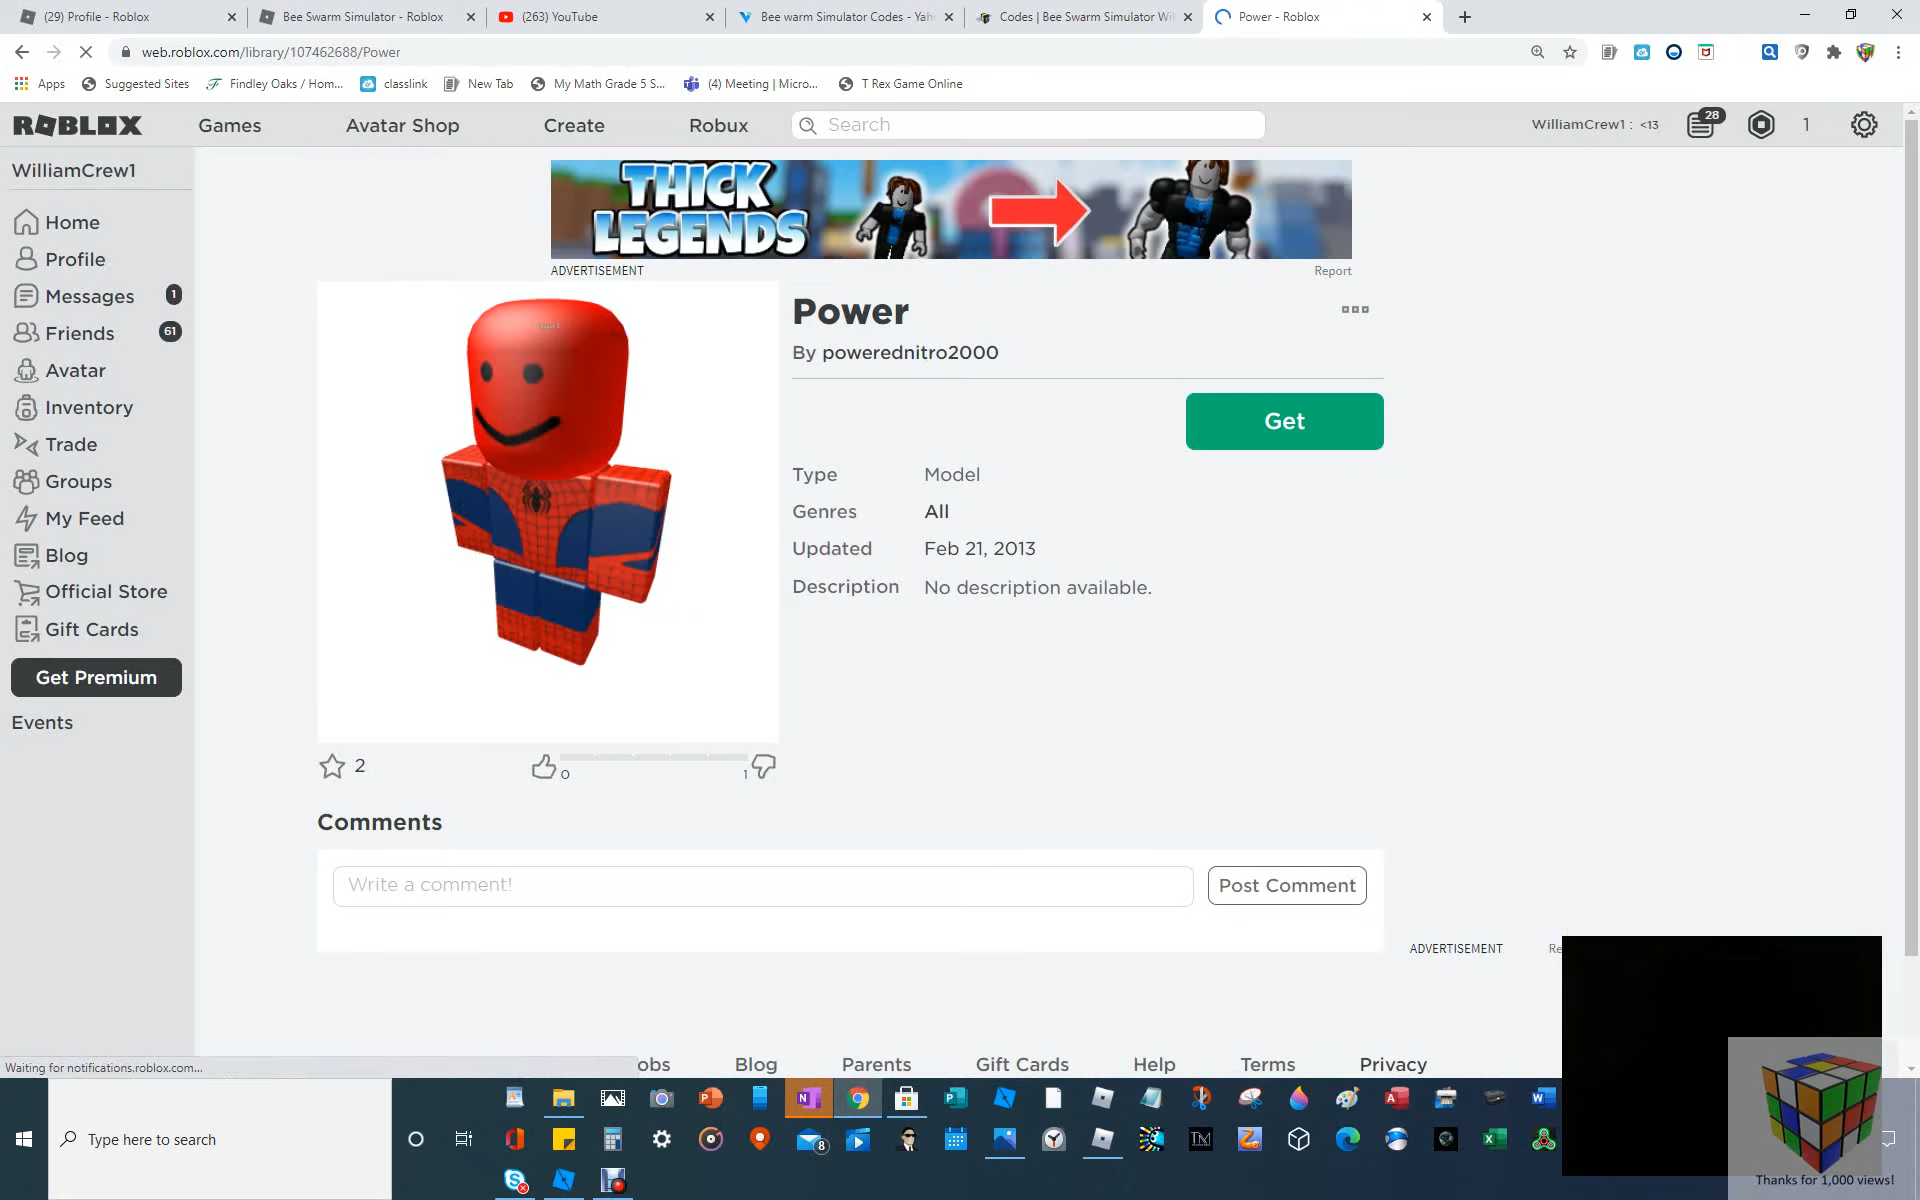 (29) Profile - Roblox
Bee Swarm Simulator - Roblox
(263) YouTube
Bee warm Simulator Codes - Yah
Codes | Bee Swarm Simulator Wi
Power - Roblox
web.roblox.com/library/107462688/Power
Apps
Suggested Sites
Findley Oaks / Hom...
classlink
New Tab
My Math Grade 5 S...
(4) Meeting | Micro...
T Rex Game Online
ROBLOX
Games
Avatar Shop
Create
Robux
Search
WilliamCrew1 : <13
28
1
WilliamCrew1
THICK
LEGENDS
ADVERTISEMENT
Report
Home
Profile
Messages 1
Friends 61
Avatar
Inventory
Trade
Groups
My Feed
Blog
Official Store
Gift Cards
Get Premium
Events
Power
By powerednitro2000
Get
Type Model
Genres All
Updated Feb 21, 2013
Description No description available.
2
0
1
Comments
Write a comment!
Post Comment
ADVERTISEMENT
Re
Waiting for notifications.roblox.com...
obs
Blog
Parents
Gift Cards
Help
Terms
Privacy
Type here to search
8
Thanks for 1,000 views!